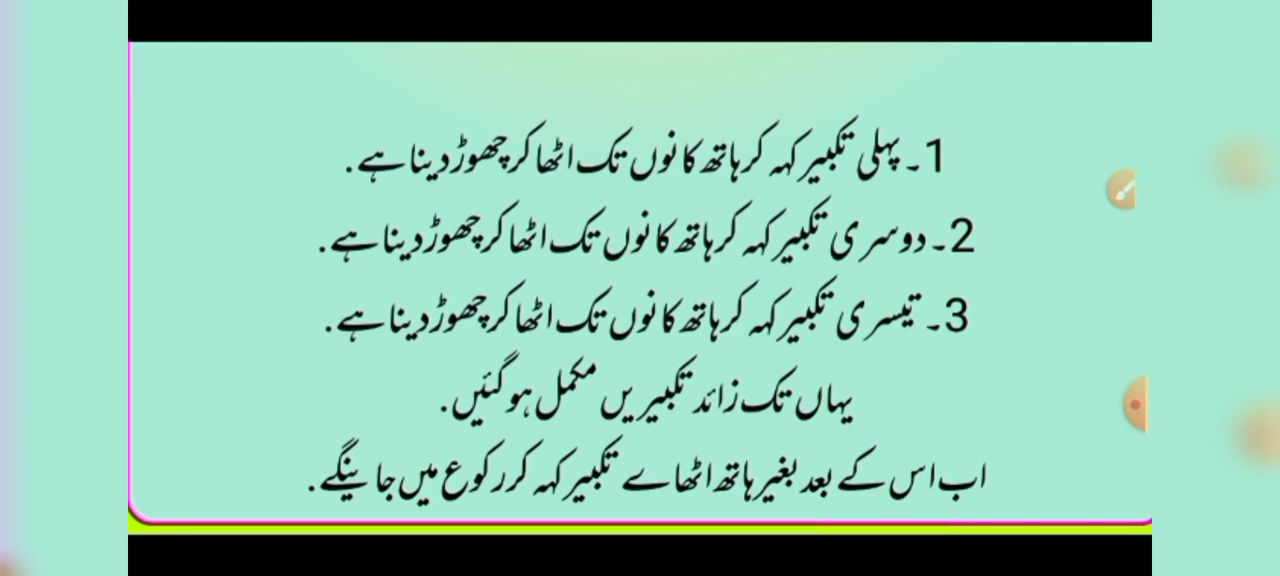 1۔ پہلی تکبیر کہہ کر ہاتھ کانوں تک اٹھا کر چھوڑ دینا ہے.
2۔ دوسری تکبیر کہہ کر ہاتھ کانوں تک اٹھا کر چھوڑ دینا ہے.
3۔ تیسری تکبیر کہہ کر ہاتھ کانوں تک اٹھا کر چھوڑ دینا ہے.
یہاں تک زائد تکبیریں مکمل ہوگئیں.
اب اس کے بعد بغیر ہاتھ اٹھاے تکبیر کہہ کر رکوع میں جاینگے.